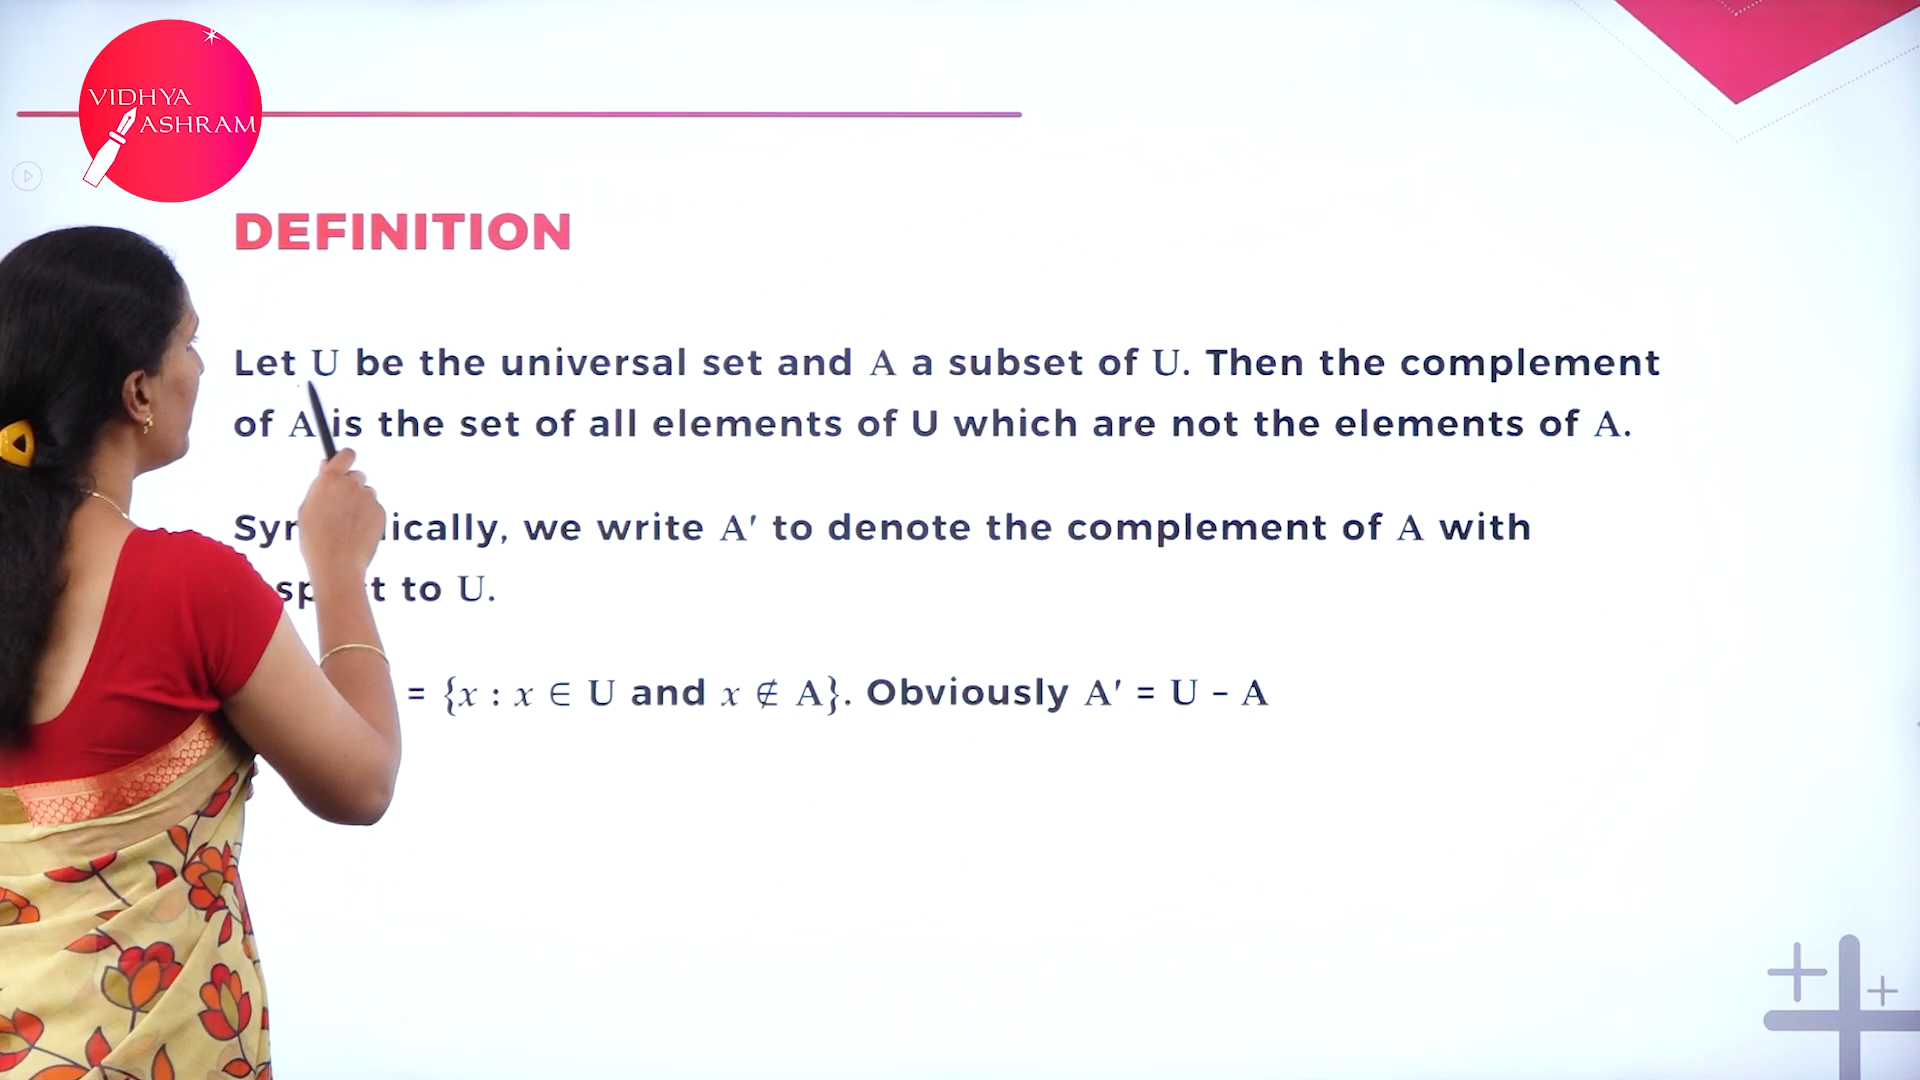 VIDHYA
ASHRAM
DEFINITION
Let U be the universal set and A a subset of U. Then the complement
of A is the set of all elements of U which are not the elements of A.
we write A′ to denote the complement of A with
to U.
= {x : x ∈ U and x ∉ A}. Obviously A′ = U – A